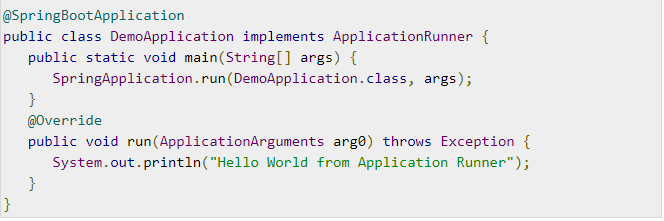 @SpringBootApplication
public class DemoApplication implements ApplicationRunner {
   public static void main(String[] args) {
      SpringApplication.run(DemoApplication.class, args);
   }
   @Override
   public void run(ApplicationArguments arg0) throws Exception {
      System.out.println("Hello World from Application Runner");
   }
}